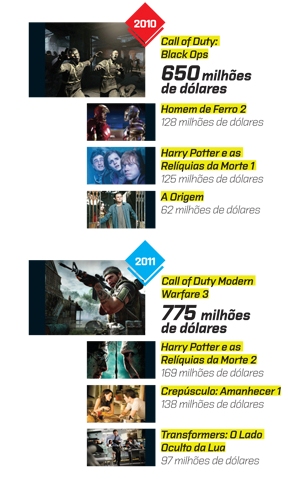 2010
Call of Duty:
Black Ops
650 milhões
de dólares
Homem de Ferro 2
128 milhões de dólares
Harry Potter e as
Relíquias da Morte 1
125 milhões de dólares
A Origem
62 milhões de dólares
2011
Call of Duty Modern
Warfare 3
775 milhões
de dólares
Harry Potter e as
Relíquias da Morte 2
169 milhões de dólares
Crepúsculo: Amanhecer 1
138 milhões de dólares
Transformers: O Lado
Oculto da Lua
97 milhões de dólares